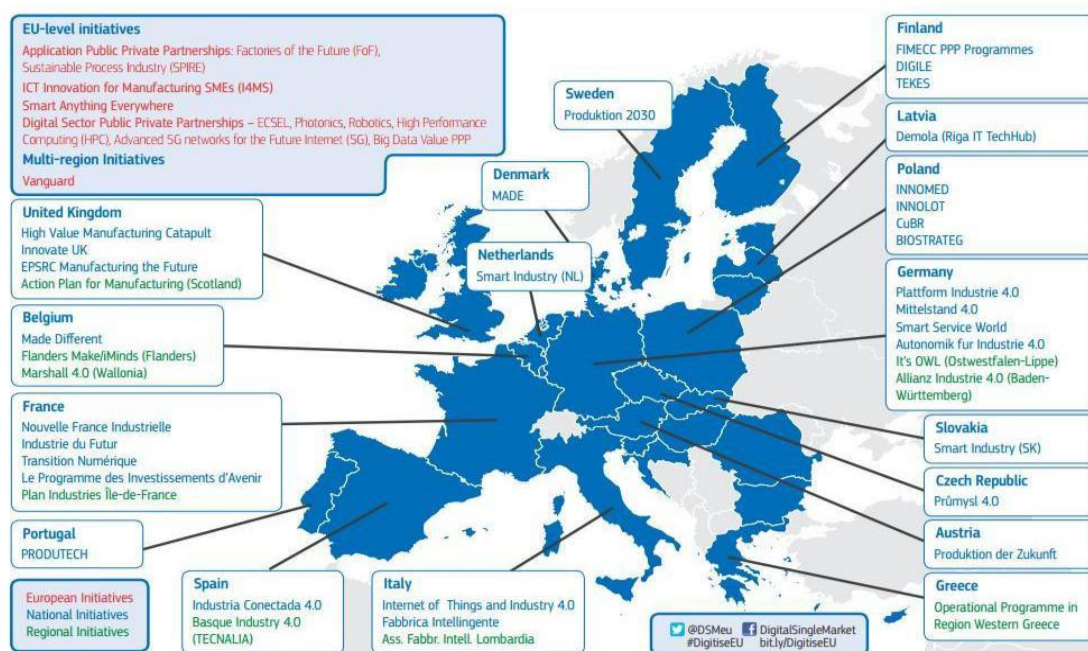 EU-level initiatives
Application Public Private Partnerships: Factories of the Future (FoF),
Sustainable Process Industry (SPIRE)
ICT Innovation for Manufacturing SMEs (I4MS)
Smart Anything Everywhere
Digital Sector Public Private Partnerships – ECSEL, Photonics, Robotics, High Performance
Computing (HPC), Advanced 5G networks for the Future Internet (5G), Big Data Value PPP
Multi-region Initiatives
Vanguard
United Kingdom
High Value Manufacturing Catapult
Innovate UK
EPSRC Manufacturing the Future
Action Plan for Manufacturing (Scotland)
Belgium
Made Different
Flanders Make/iMinds (Flanders)
Marshall 4.0 (Wallonia)
France
Nouvelle France Industrielle
Industrie du Futur
Transition Numérique
Le Programme des Investissements d'Avenir
Plan Industries Île-de-France
Portugal
PRODUTECH
European Initiatives
National Initiatives
Regional Initiatives
Spain
Industria Conectada 4.0
Basque Industry 4.0
(TECNALIA)
Italy
Internet of Things and Industry 4.0
Fabbrica Intellingente
Ass. Fabbr. Intell. Lombardia
Denmark
MADE
Netherlands
Smart Industry (NL)
Sweden
Produktion 2030
Finland
FIMECC PPP Programmes
DIGILE
TEKES
Latvia
Demola (Riga IT TechHub)
Poland
INNOMED
INNOLOT
CuBR
BIOSTRATEG
Germany
Plattform Industrie 4.0
Mittelstand 4.0
Smart Service World
Autonomik fur Industrie 4.0
It's OWL (Ostwestfalen-Lippe)
Allianz Industrie 4.0 (Baden-
Württemberg)
Slovakia
Smart Industry (SK)
Czech Republic
Průmysl 4.0
Austria
Produktion der Zukunft
Greece
Operational Programme in
Region Western Greece
@DSMeu DigitalSingleMarket
#DigitiseEU bit.ly/DigitiseEU